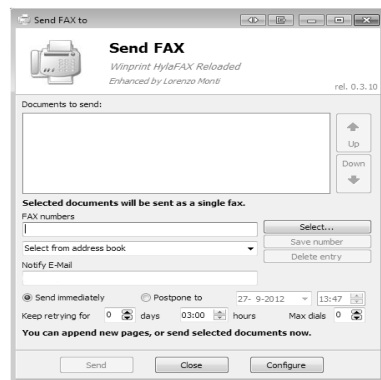 Send FAX to
Send FAX
Winprint HylaFAX Reloaded
Enhanced by Lorenzo Monti
rel. 0.3.10
Documents to send:
Up
Down
Selected documents will be sent as a single fax.
FAX numbers
Select...
Save number
Select from address book
Delete entry
Notify E-Mail
Send immediately Postpone to 27- 9-2012 13:47
Keep retrying for 0 days 03:00 hours Max dials 0
You can append new pages, or send selected documents now.
Send Close Configure